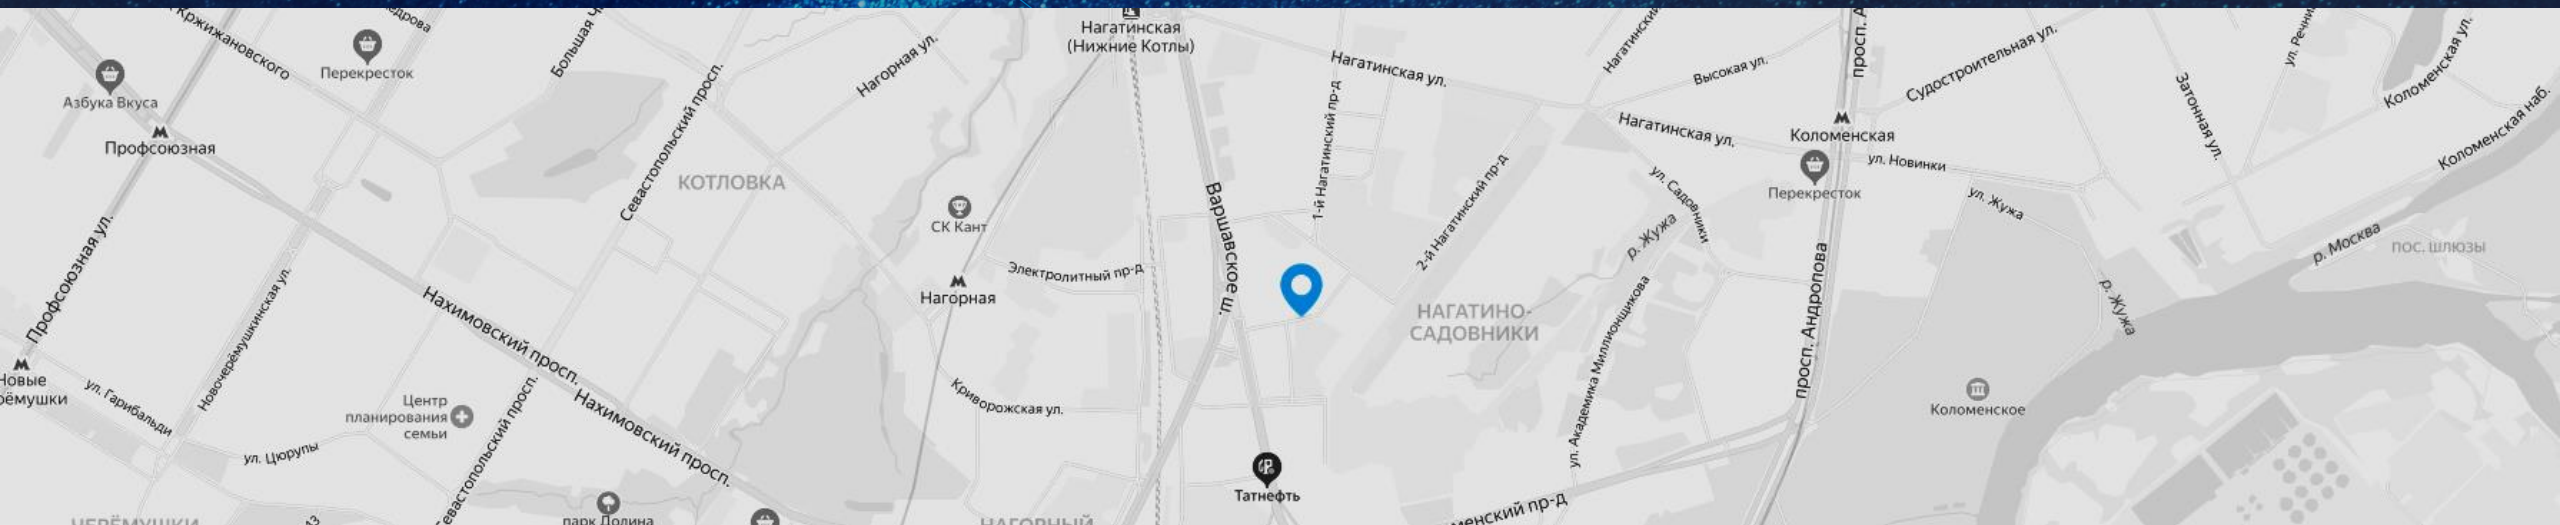 Кржижановского
Большая
Нагатинская
(Нижние Котлы)
Нагатинская ул.
Нагорная ул.
Перекресток
Азбука Вкуса
Профсоюзная
Севастопольский просп.
КОТЛОВКА
СК Кант
Электролитный пр-д
Нагорная
Варшавское ш.
1-й Нагатинский пр-д
2-й Нагатинский пр-д
Высокая ул.
Нагатинская ул.
просп. А
Судостроительная ул.
Коломенская
ул. Новинки
Перекресток
ул. Садовники
р. Жужа
ул. Жужа
Затонная ул.
Коломенская ул.
Коломенская наб.
р. Москва
пос. шлюзы
р. Жужа
НАГАТИНО-
САДОВНИКИ
ул. Академика Миллионщикова
просп. Андропова
Коломенское
Профсоюзная ул.
Новочерёмушкинская ул.
Нахимовский просп.
Нахимовский просп.
ул. Гарибальди
ул. Цюрупы
Центр
планирования
семьи
Севастопольский просп.
Криворожская ул.
Татнефть
парк Долина
ЧЕРЁМУШКИ
НАГОРНЫЙ